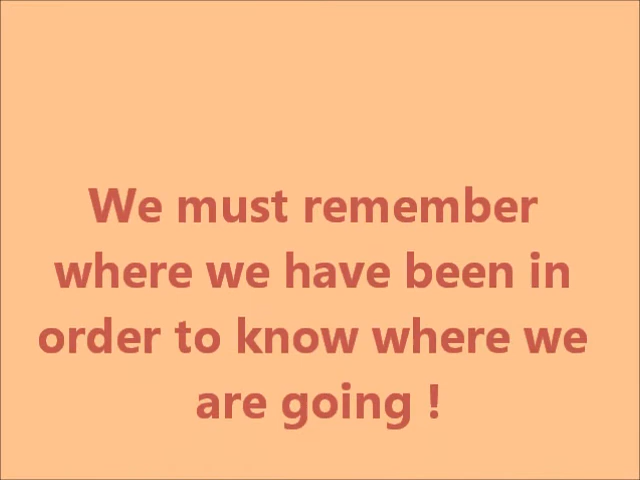 We must remember
where we have been in
order to know where we
are going !